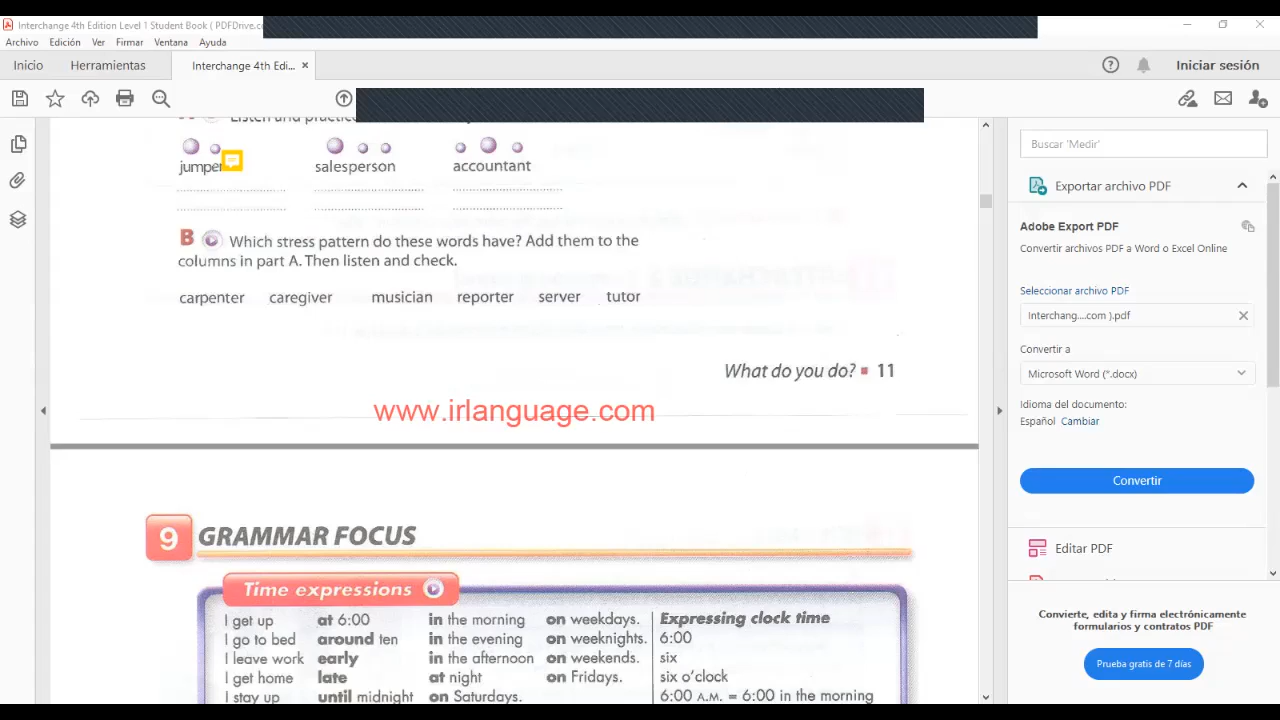 Interchange 4th Edition Level 1 Student Book ( PDFDrive.c
Archivo Edición Ver Firmar Ventana Ayuda
Inicio Herramientas Interchange 4th Edi... × Iniciar sesión
Listen and practice
jumper salesperson accountant
B Which stress pattern do these words have? Add them to the
columns in part A. Then listen and check.
carpenter caregiver musician reporter server tutor
What do you do? ■ 11
www.irlanguage.com
9 GRAMMAR FOCUS
Time expressions
I get up at 6:00 in the morning on weekdays.
I go to bed around ten in the evening on weeknights.
I leave work early in the afternoon on weekends.
I get home late at night on Fridays.
I stay up until midnight on Saturdays.
Expressing clock time
6:00
six
six o'clock
6:00 A.M. = 6:00 in the morning
Buscar 'Medir'
Exportar archivo PDF
Adobe Export PDF
Convertir archivos PDF a Word o Excel Online
Seleccionar archivo PDF
Interchang....com ).pdf
Convertir a
Microsoft Word (*.docx)
Idioma del documento:
Español Cambiar
Convertir
Editar PDF
Convierte, edita y firma electrónicamente
formularios y contratos PDF
Prueba gratis de 7 días